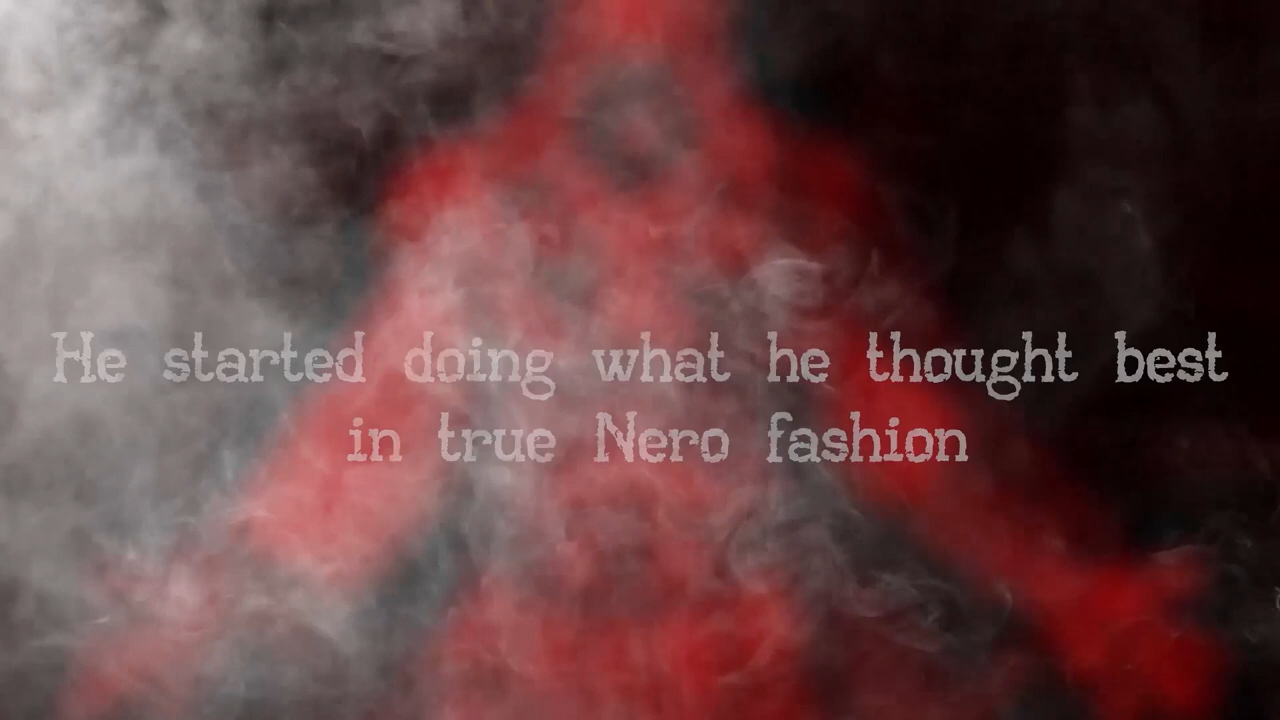 He started doing what he thought best
in true Nero fashion